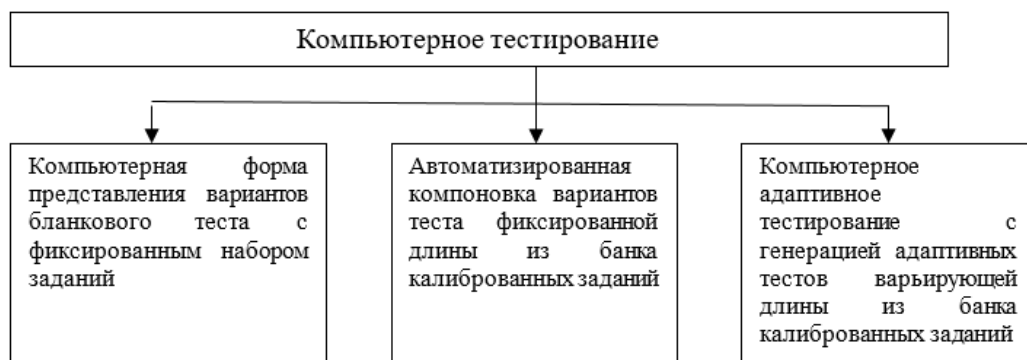 Компьютерное тестирование
Компьютерная форма
представления вариантов
бланкового теста с
фиксированным набором
заданий
Автоматизированная
компоновка вариантов
теста фиксированной
длины из банка
калиброванных заданий
Компьютерное
адаптивное
тестирование с
генерацией адаптивных
тестов варьирующей
длины из банка
калиброванных заданий